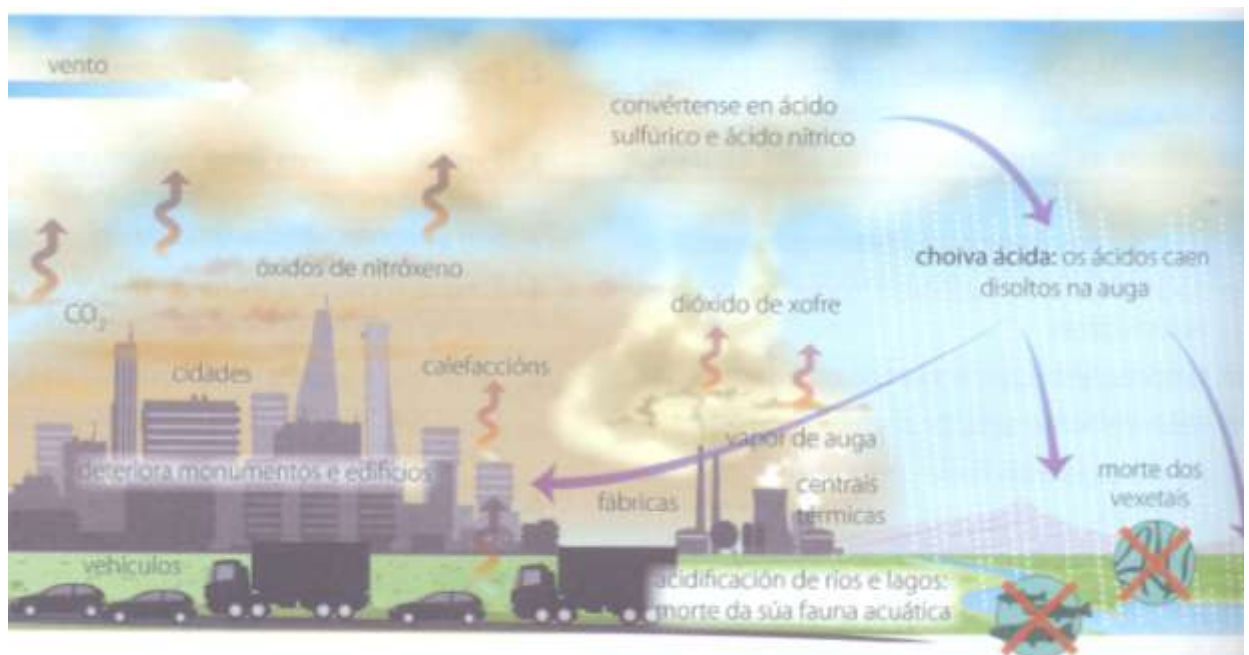 vento
convértense en ácido
sulfúrico e ácido nítrico
óxidos de nitróxeno
choiva ácida: os ácidos caen
disoltos na auga
CO₂
dióxido de xofre
cidades
calefaccións
vapor de auga
deteriora monumentos e edificios
fábricas
centrais
térmicas
morte dos
vexetais
vehículos
acidificación de ríos e lagos:
morte da súa fauna acuática